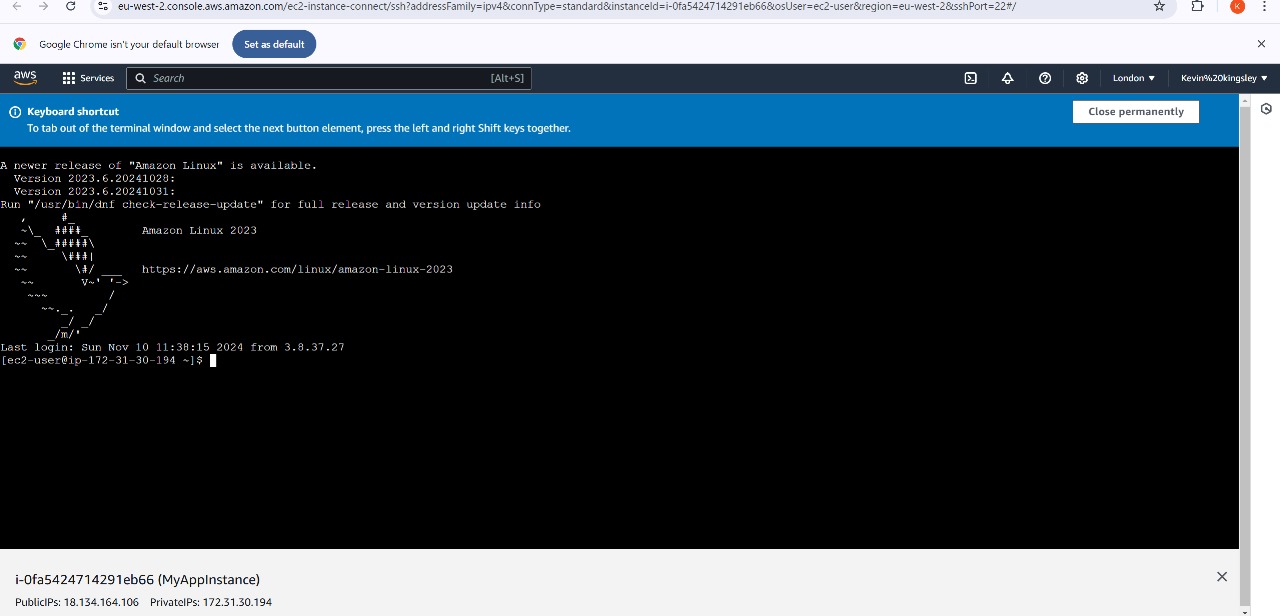 eu-west-2.console.aws.amazon.com/ec2-instance-connect/ssh?addressFamily=ipv4&connType=standard&instanceId=i-0fa5424714291eb66&osUser=ec2-user&region=eu-west-2&sshPort=22#/
K
Google Chrome isn't your default browser Set as default
aws Services Search [Alt+S] London Kevin%20kingsley
Keyboard shortcut
To tab out of the terminal window and select the next button element, press the left and right Shift keys together.
Close permanently
A newer release of "Amazon Linux" is available.
  Version 2023.6.20241028:
  Version 2023.6.20241031:
Run "/usr/bin/dnf check-release-update" for full release and version update info
   ,     #_
   ~\_  ####_        Amazon Linux 2023
  ~~  \_#####\
  ~~     \###|
  ~~       \#/ ___   https://aws.amazon.com/linux/amazon-linux-2023
   ~~       V~' '->
    ~~~         /
      ~~._.   _/
         _/ _/
       _/m/'
Last login: Sun Nov 10 11:38:15 2024 from 3.8.37.27
[ec2-user@ip-172-31-30-194 ~]$
i-0fa5424714291eb66 (MyAppInstance)
PublicIPs: 18.134.164.106 PrivateIPs: 172.31.30.194